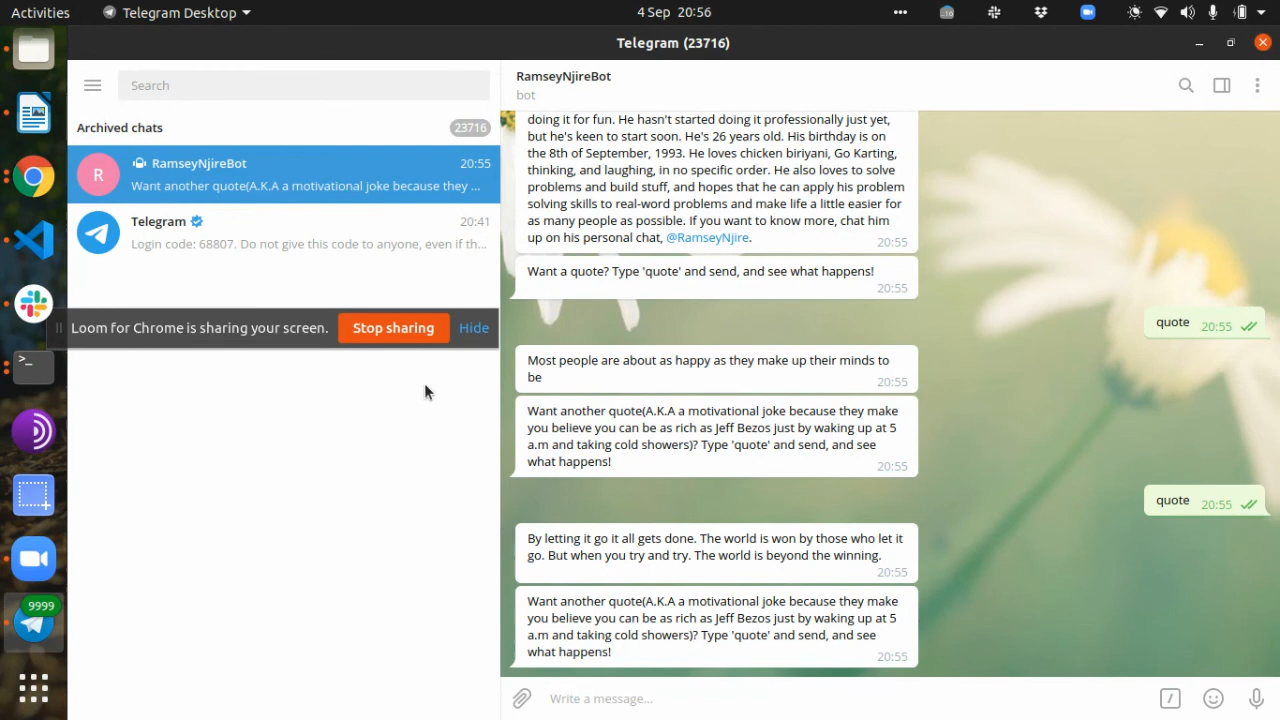 Activities
Telegram Desktop
4 Sep 20:56
Telegram (23716)
Search
Archived chats
23716
R
RamseyNjireBot
20:55
Want another quote(A.K.A a motivational joke because they ...
Telegram
20:41
Login code: 68807. Do not give this code to anyone, even if th...
Loom for Chrome is sharing your screen.
Stop sharing
Hide
>_
9999
RamseyNjireBot
bot
doing it for fun. He hasn't started doing it professionally just yet,
but he's keen to start soon. He's 26 years old. His birthday is on
the 8th of September, 1993. He loves chicken biriyani, Go Karting,
thinking, and laughing, in no specific order. He also loves to solve
problems and build stuff, and hopes that he can apply his problem
solving skills to real-word problems and make life a little easier for
as many people as possible. If you want to know more, chat him
up on his personal chat, @RamseyNjire.
20:55
Want a quote? Type 'quote' and send, and see what happens!
20:55
quote 20:55
Most people are about as happy as they make up their minds to
be
20:55
Want another quote(A.K.A a motivational joke because they make
you believe you can be as rich as Jeff Bezos just by waking up at 5
a.m and taking cold showers)? Type 'quote' and send, and see
what happens!
20:55
quote 20:55
By letting it go it all gets done. The world is won by those who let it
go. But when you try and try. The world is beyond the winning.
20:55
Want another quote(A.K.A a motivational joke because they make
you believe you can be as rich as Jeff Bezos just by waking up at 5
a.m and taking cold showers)? Type 'quote' and send, and see
what happens!
20:55
Write a message...